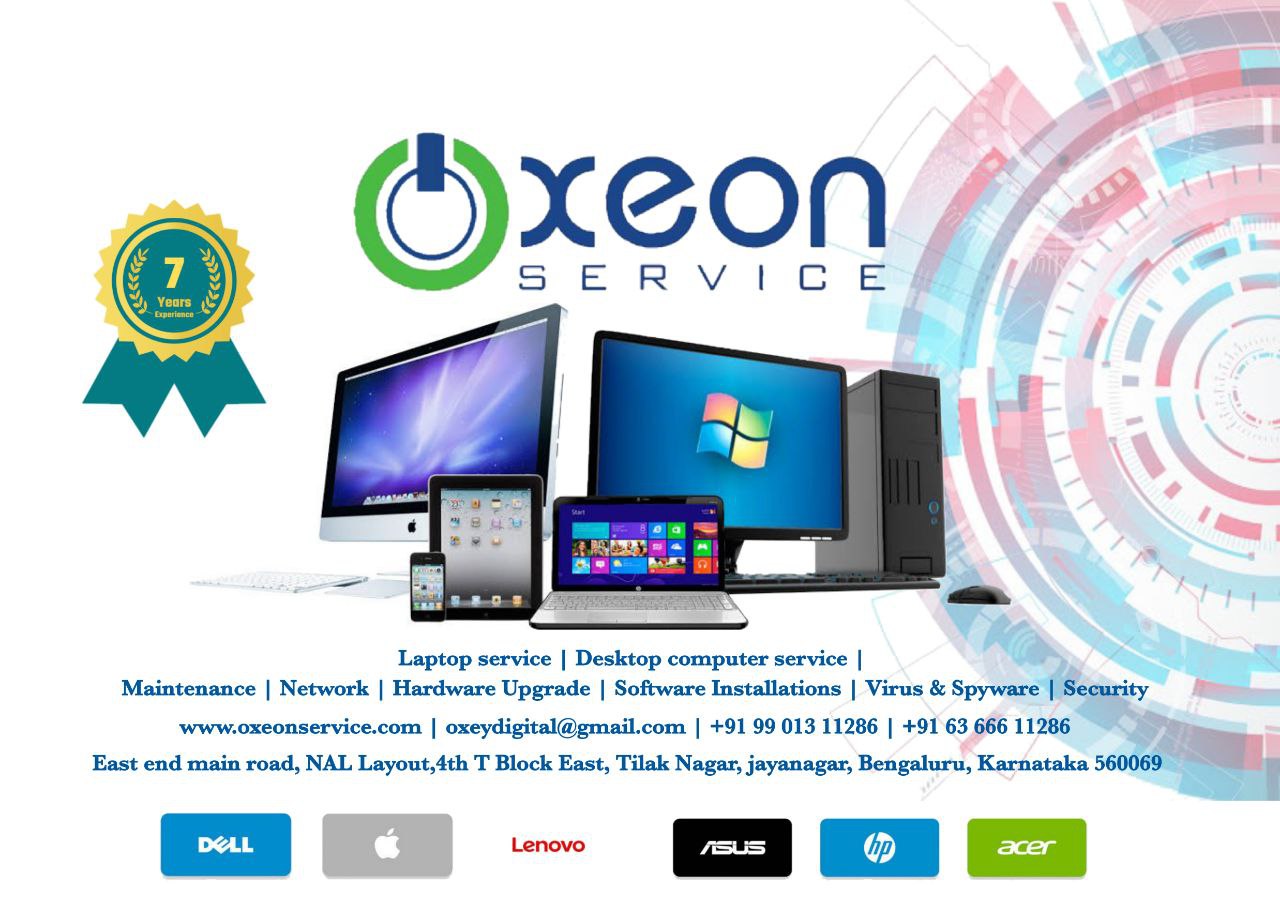 Oxeon
SERVICE
7
Years
Experience
Start
Laptop service | Desktop computer service |
Maintenance | Network | Hardware Upgrade | Software Installations | Virus & Spyware | Security
www.oxeonservice.com | oxeydigital@gmail.com | +91 99 013 11286 | +91 63 666 11286
East end main road, NAL Layout,4th T Block East, Tilak Nagar, jayanagar, Bengaluru, Karnataka 560069
DELL
Lenovo
ASUS
hp
acer